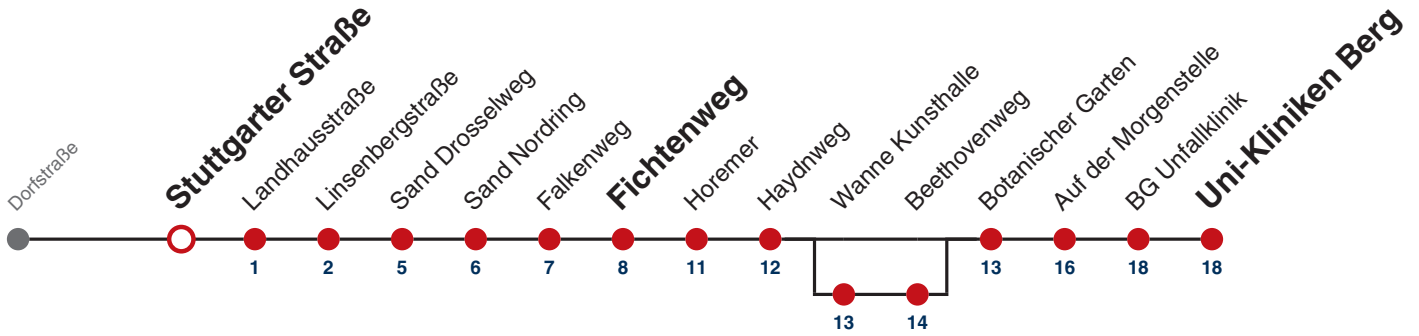 Dorfstraße
Stuttgarter Straße
Landhausstraße
Linsenbergstraße
Sand Drosselweg
Sand Nordring
Falkenweg
Fichtenweg
Horemer
Haydnweg
Wanne Kunsthalle
Beethovenweg
Botanischer Garten
Auf der Morgenstelle
BG Unfallklinik
Uni-Kliniken Berg
1 2 5 6 7 8 11 12 13 16 18 18
13 14